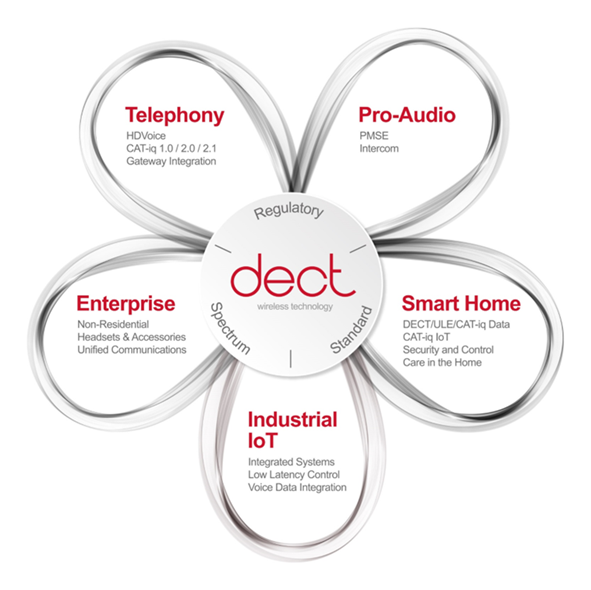 Telephony
HDVoice
CAT-iq 1.0 / 2.0 / 2.1
Gateway Integration
Pro-Audio
PMSE
Intercom
Regulatory
dect
wireless technology
Spectrum
Standard
Enterprise
Non-Residential
Headsets & Accessories
Unified Communications
Smart Home
DECT/ULE/CAT-iq Data
CAT-iq IoT
Security and Control
Care in the Home
Industrial
IoT
Integrated Systems
Low Latency Control
Voice Data Integration